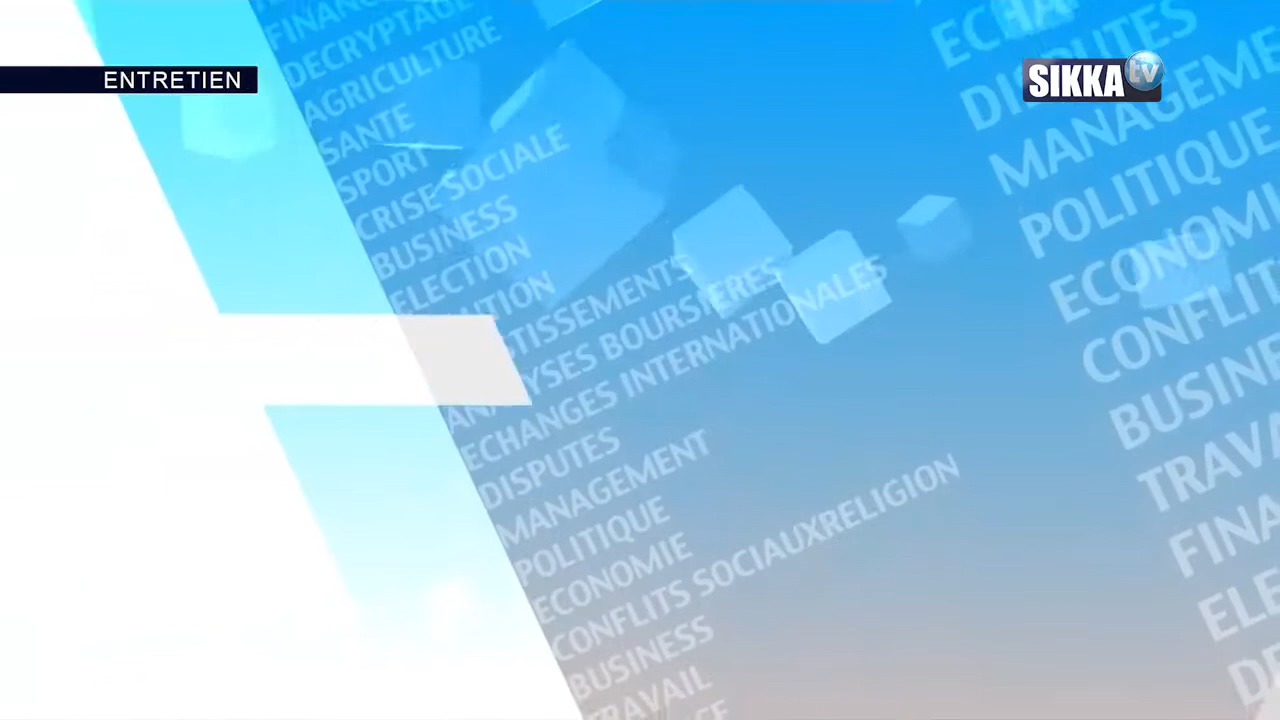 ENTRETIEN
SIKKA tv
DECRYPTAGE
AGRICULTURE
SANTE
SPORT
CRISE SOCIALE
BUSINESS
ELECTION
ECHANGES INTERNATIONALES
DISPUTES
MANAGEMENT
POLITIQUE
ECONOMIE
CONFLITS SOCIAUXRELIGION
BUSINESS
TRAVAIL
MANAGEME
POLITIQUE
ECONOMI
CONFLIT
BUSINE
TRAVA
FINA
ELE